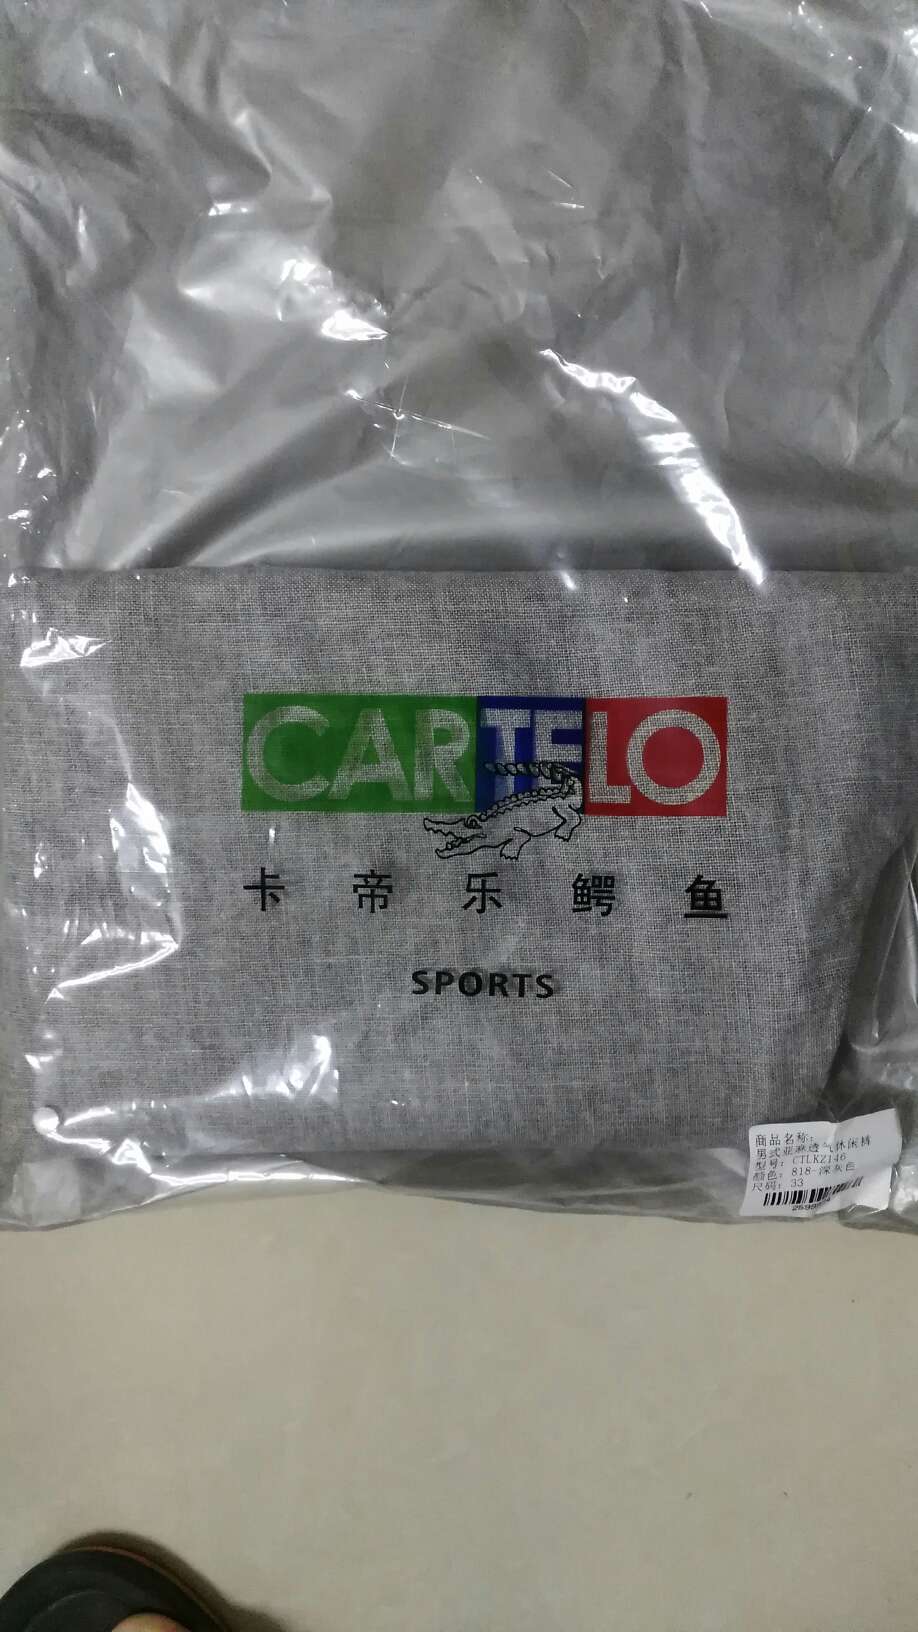 CARTELO
卡帝乐鳄鱼
SPORTS
商品名称:
男式亚麻透气休闲裤
型号: CTLKZ146
颜色: 818-深灰色
尺码: 33